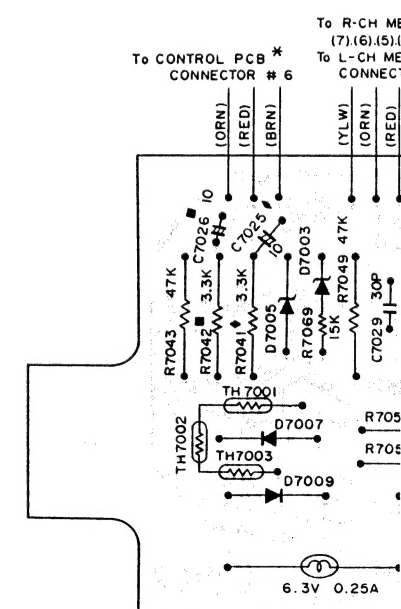 To R-CH ME
(7).(6).(5).(
To CONTROL PCB *
To L-CH ME
CONNECTOR # 6
CONNECT
(ORN)
(RED)
(BRN)
(YLW)
(ORN)
(RED)
10
C7026
C7025
10
D7003
47K
3.3K
3.3K
47K
30P
R7043
R7042
R7041
D7005
R7069
15K
R7049
C7029
TH7001
TH7002
D7007
R705
TH7003
R705
D7009
6.3V 0.25A